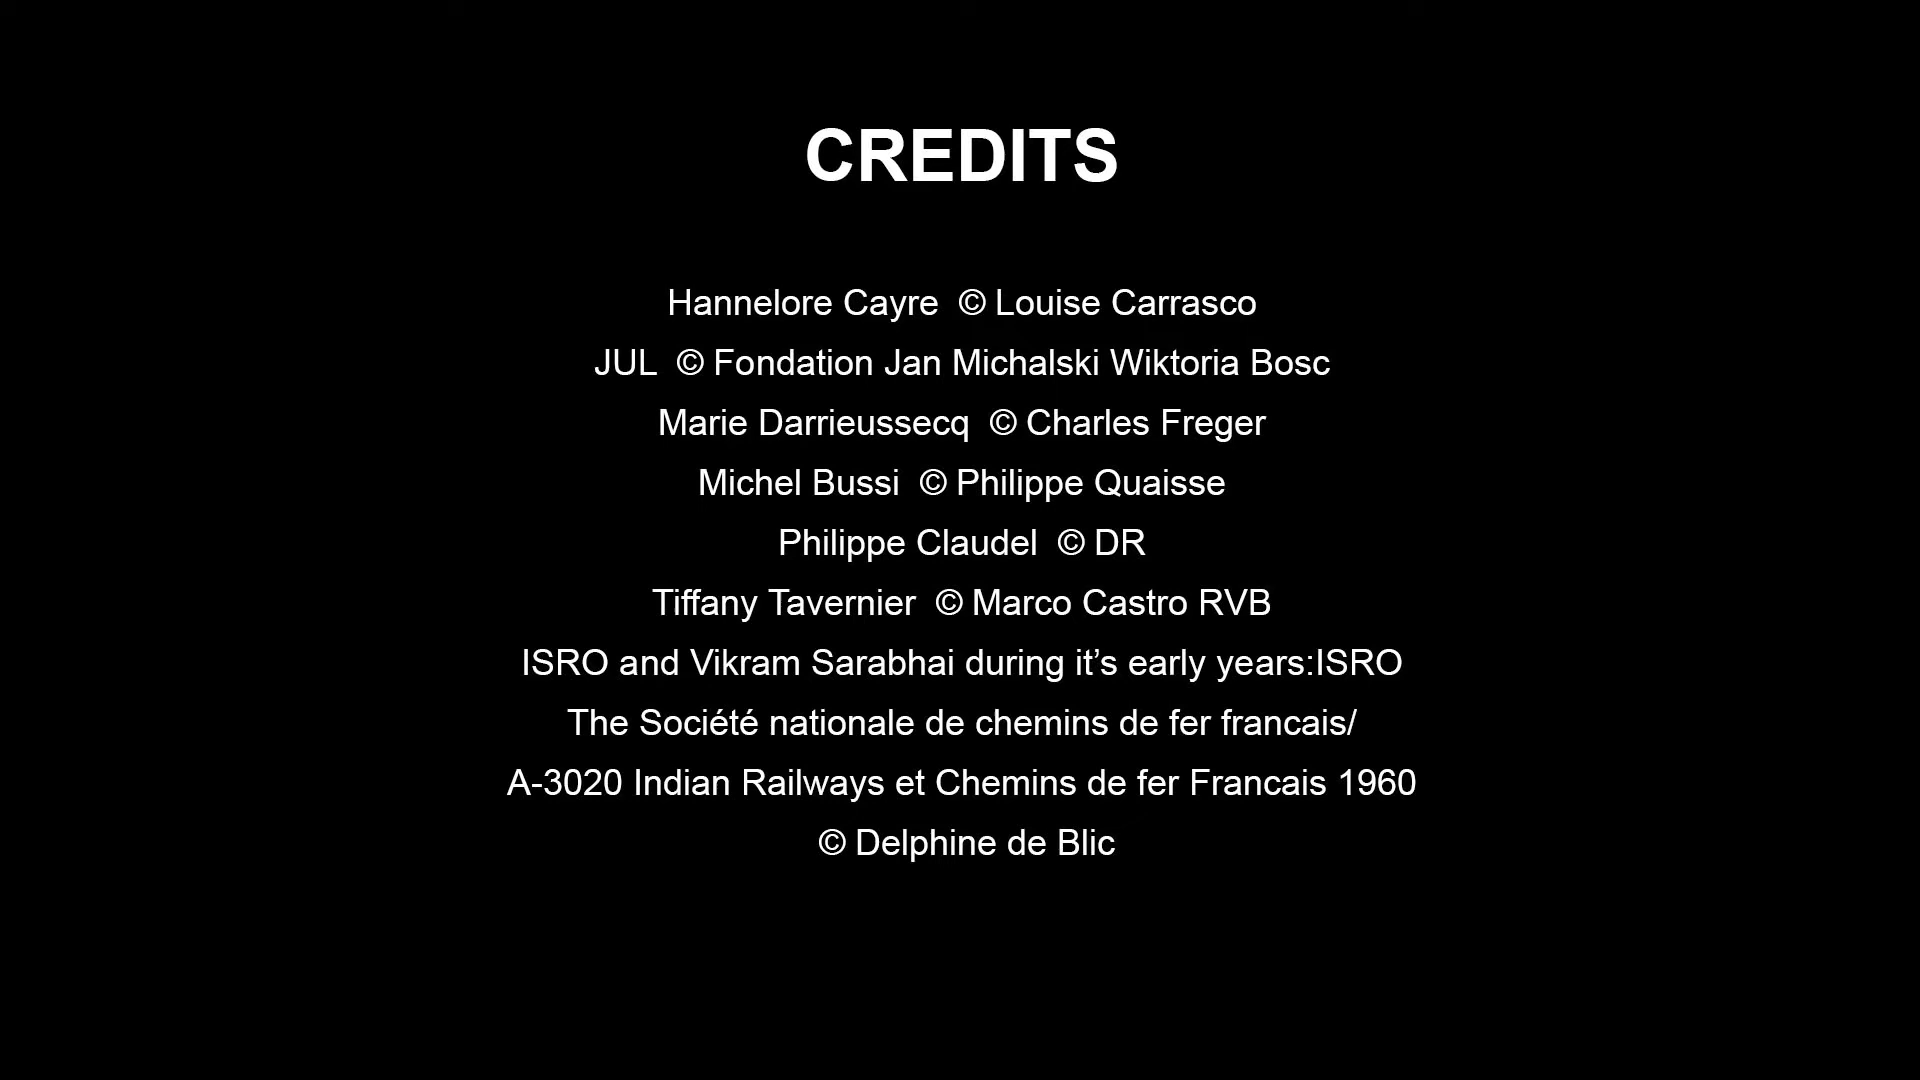 CREDITS
Hannelore Cayre  © Louise Carrasco
JUL  © Fondation Jan Michalski Wiktoria Bosc
Marie Darrieussecq  © Charles Freger
Michel Bussi  © Philippe Quaisse
Philippe Claudel  © DR
Tiffany Tavernier  © Marco Castro RVB
ISRO and Vikram Sarabhai during it’s early years:ISRO
The Société nationale de chemins de fer francais/
A-3020 Indian Railways et Chemins de fer Francais 1960
© Delphine de Blic